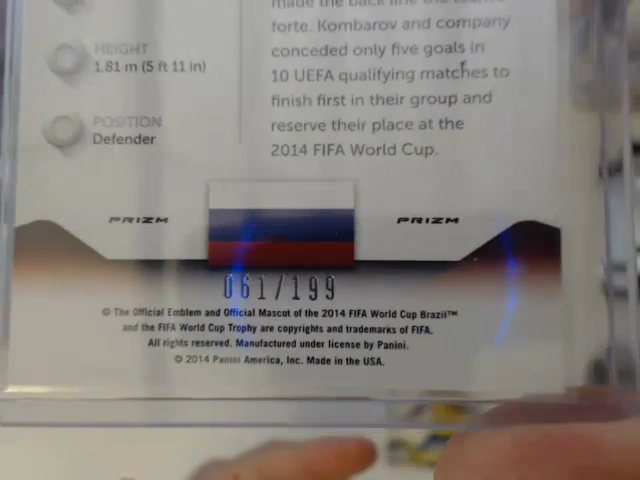 made the back line
forte. Kombarov and company
HEIGHT
1.81 m (5 ft 11 in)
conceded only five goals in
10 UEFA qualifying matches to
finish first in their group and
POSITION
Defender
reserve their place at the
2014 FIFA World Cup.
PRIZM
PRIZM
061/199
© The Official Emblem and Official Mascot of the 2014 FIFA World Cup Brazil™
and the FIFA World Cup Trophy are copyrights and trademarks of FIFA.
All rights reserved. Manufactured under license by Panini.
© 2014 Panini America, Inc. Made in the USA.